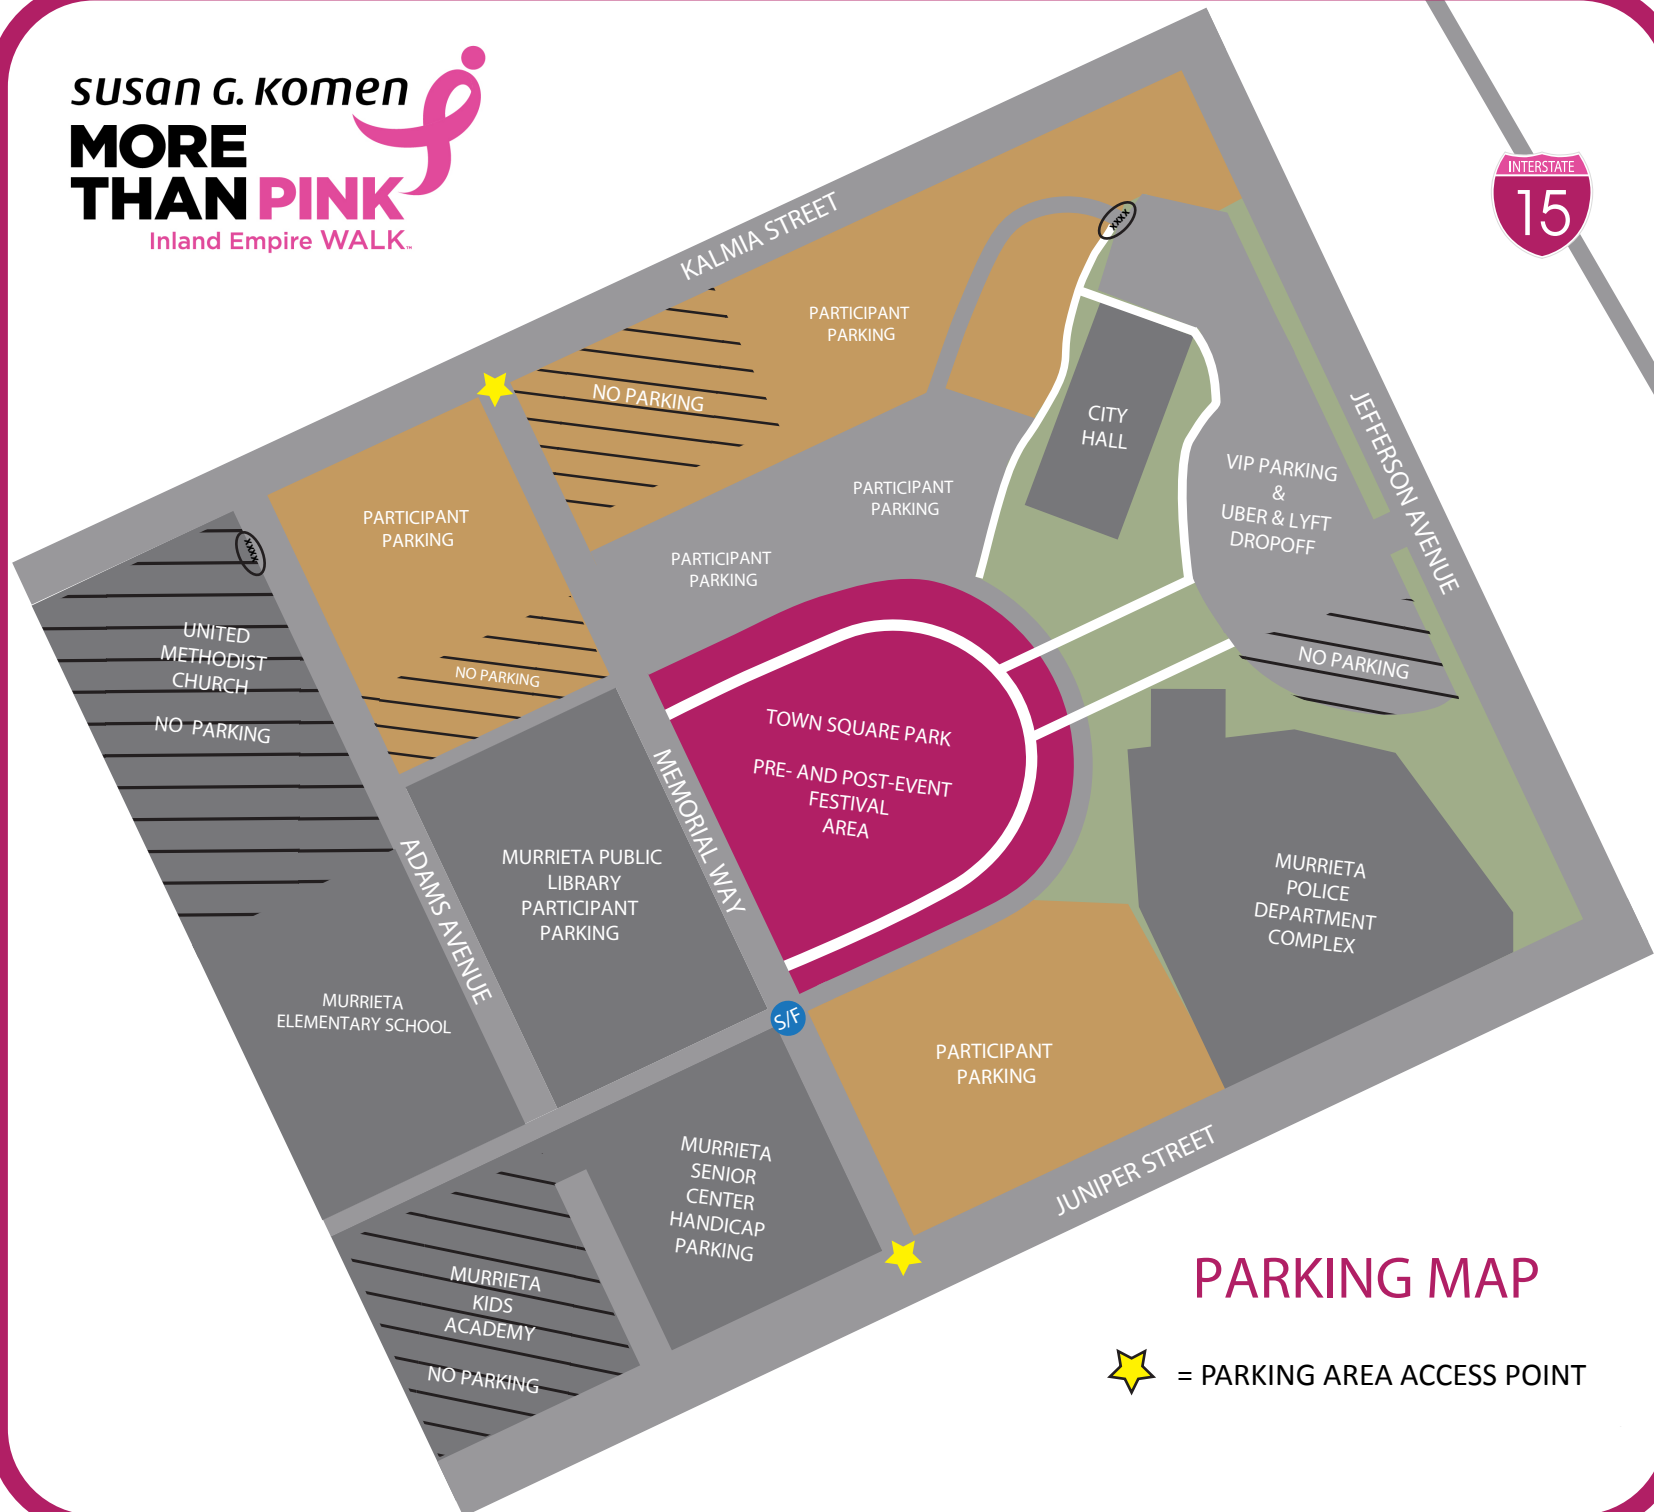 susan g. komen
MORE
THAN PINK
Inland Empire WALK™
INTERSTATE
15
KALMIA STREET
XXXX
PARTICIPANT
PARKING
NO PARKING
CITY
HALL
JEFFERSON AVENUE
VIP PARKING
&
UBER & LYFT
DROPOFF
PARTICIPANT
PARKING
PARTICIPANT
PARKING
PARTICIPANT
PARKING
XXXX
UNITED
METHODIST
CHURCH
NO PARKING
NO PARKING
NO PARKING
TOWN SQUARE PARK
PRE- AND POST-EVENT
FESTIVAL
AREA
MEMORIAL WAY
ADAMS AVENUE
MURRIETA PUBLIC
LIBRARY
PARTICIPANT
PARKING
MURRIETA
POLICE
DEPARTMENT
COMPLEX
MURRIETA
ELEMENTARY SCHOOL
S/F
PARTICIPANT
PARKING
JUNIPER STREET
MURRIETA
SENIOR
CENTER
HANDICAP
PARKING
MURRIETA
KIDS
ACADEMY
NO PARKING
PARKING MAP
= PARKING AREA ACCESS POINT